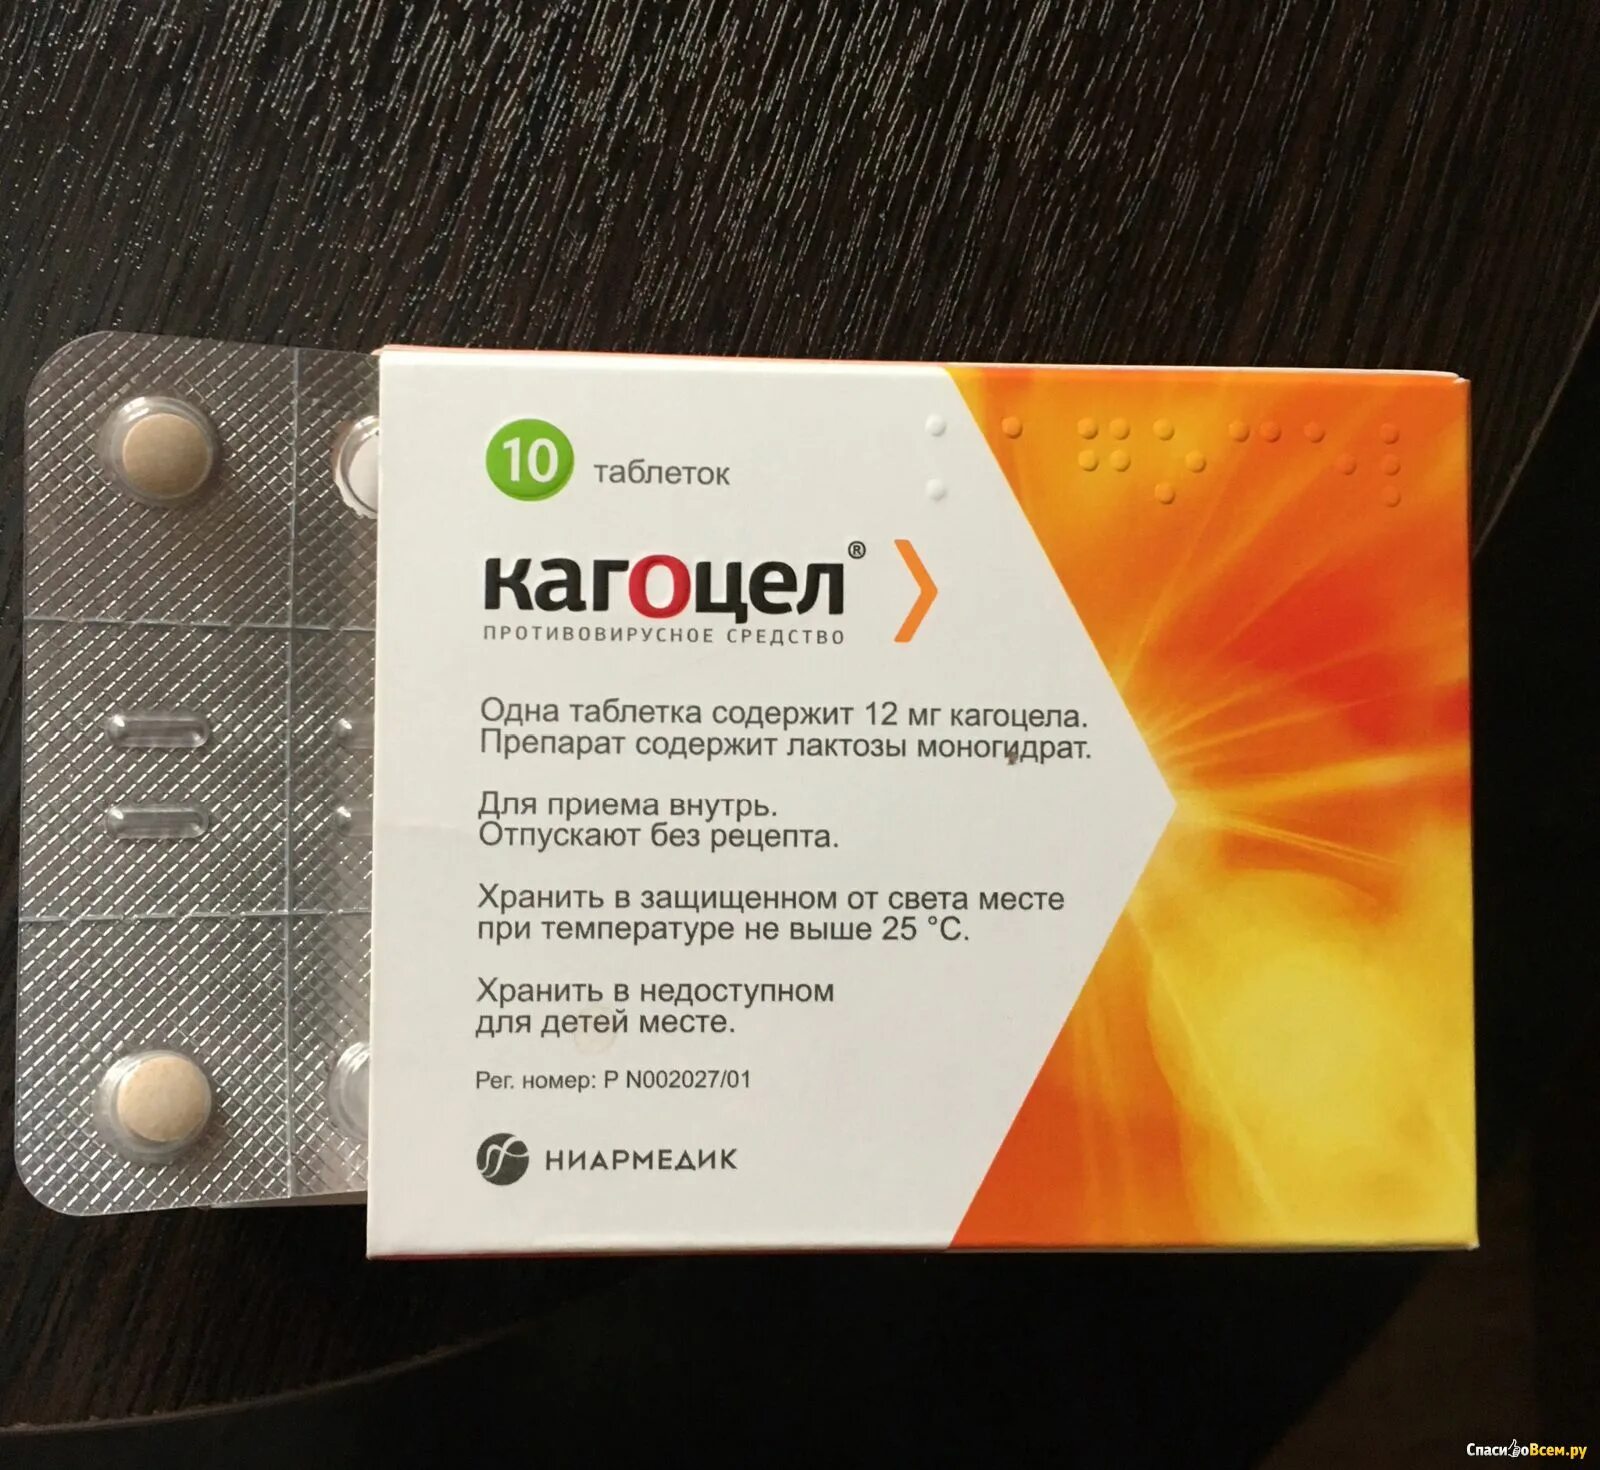 10 таблеток
кагоцел®
ПРОТИВОВИРУСНОЕ СРЕДСТВО
Одна таблетка содержит 12 мг кагоцела.
Препарат содержит лактозы моногидрат.
Для приема внутрь.
Отпускают без рецепта.
Хранить в защищенном от света месте
при температуре не выше 25 °С.
Хранить в недоступном
для детей месте.
Рег. номер: Р N002027/01
НИАРМЕДИК
СпасибоВсем.ру